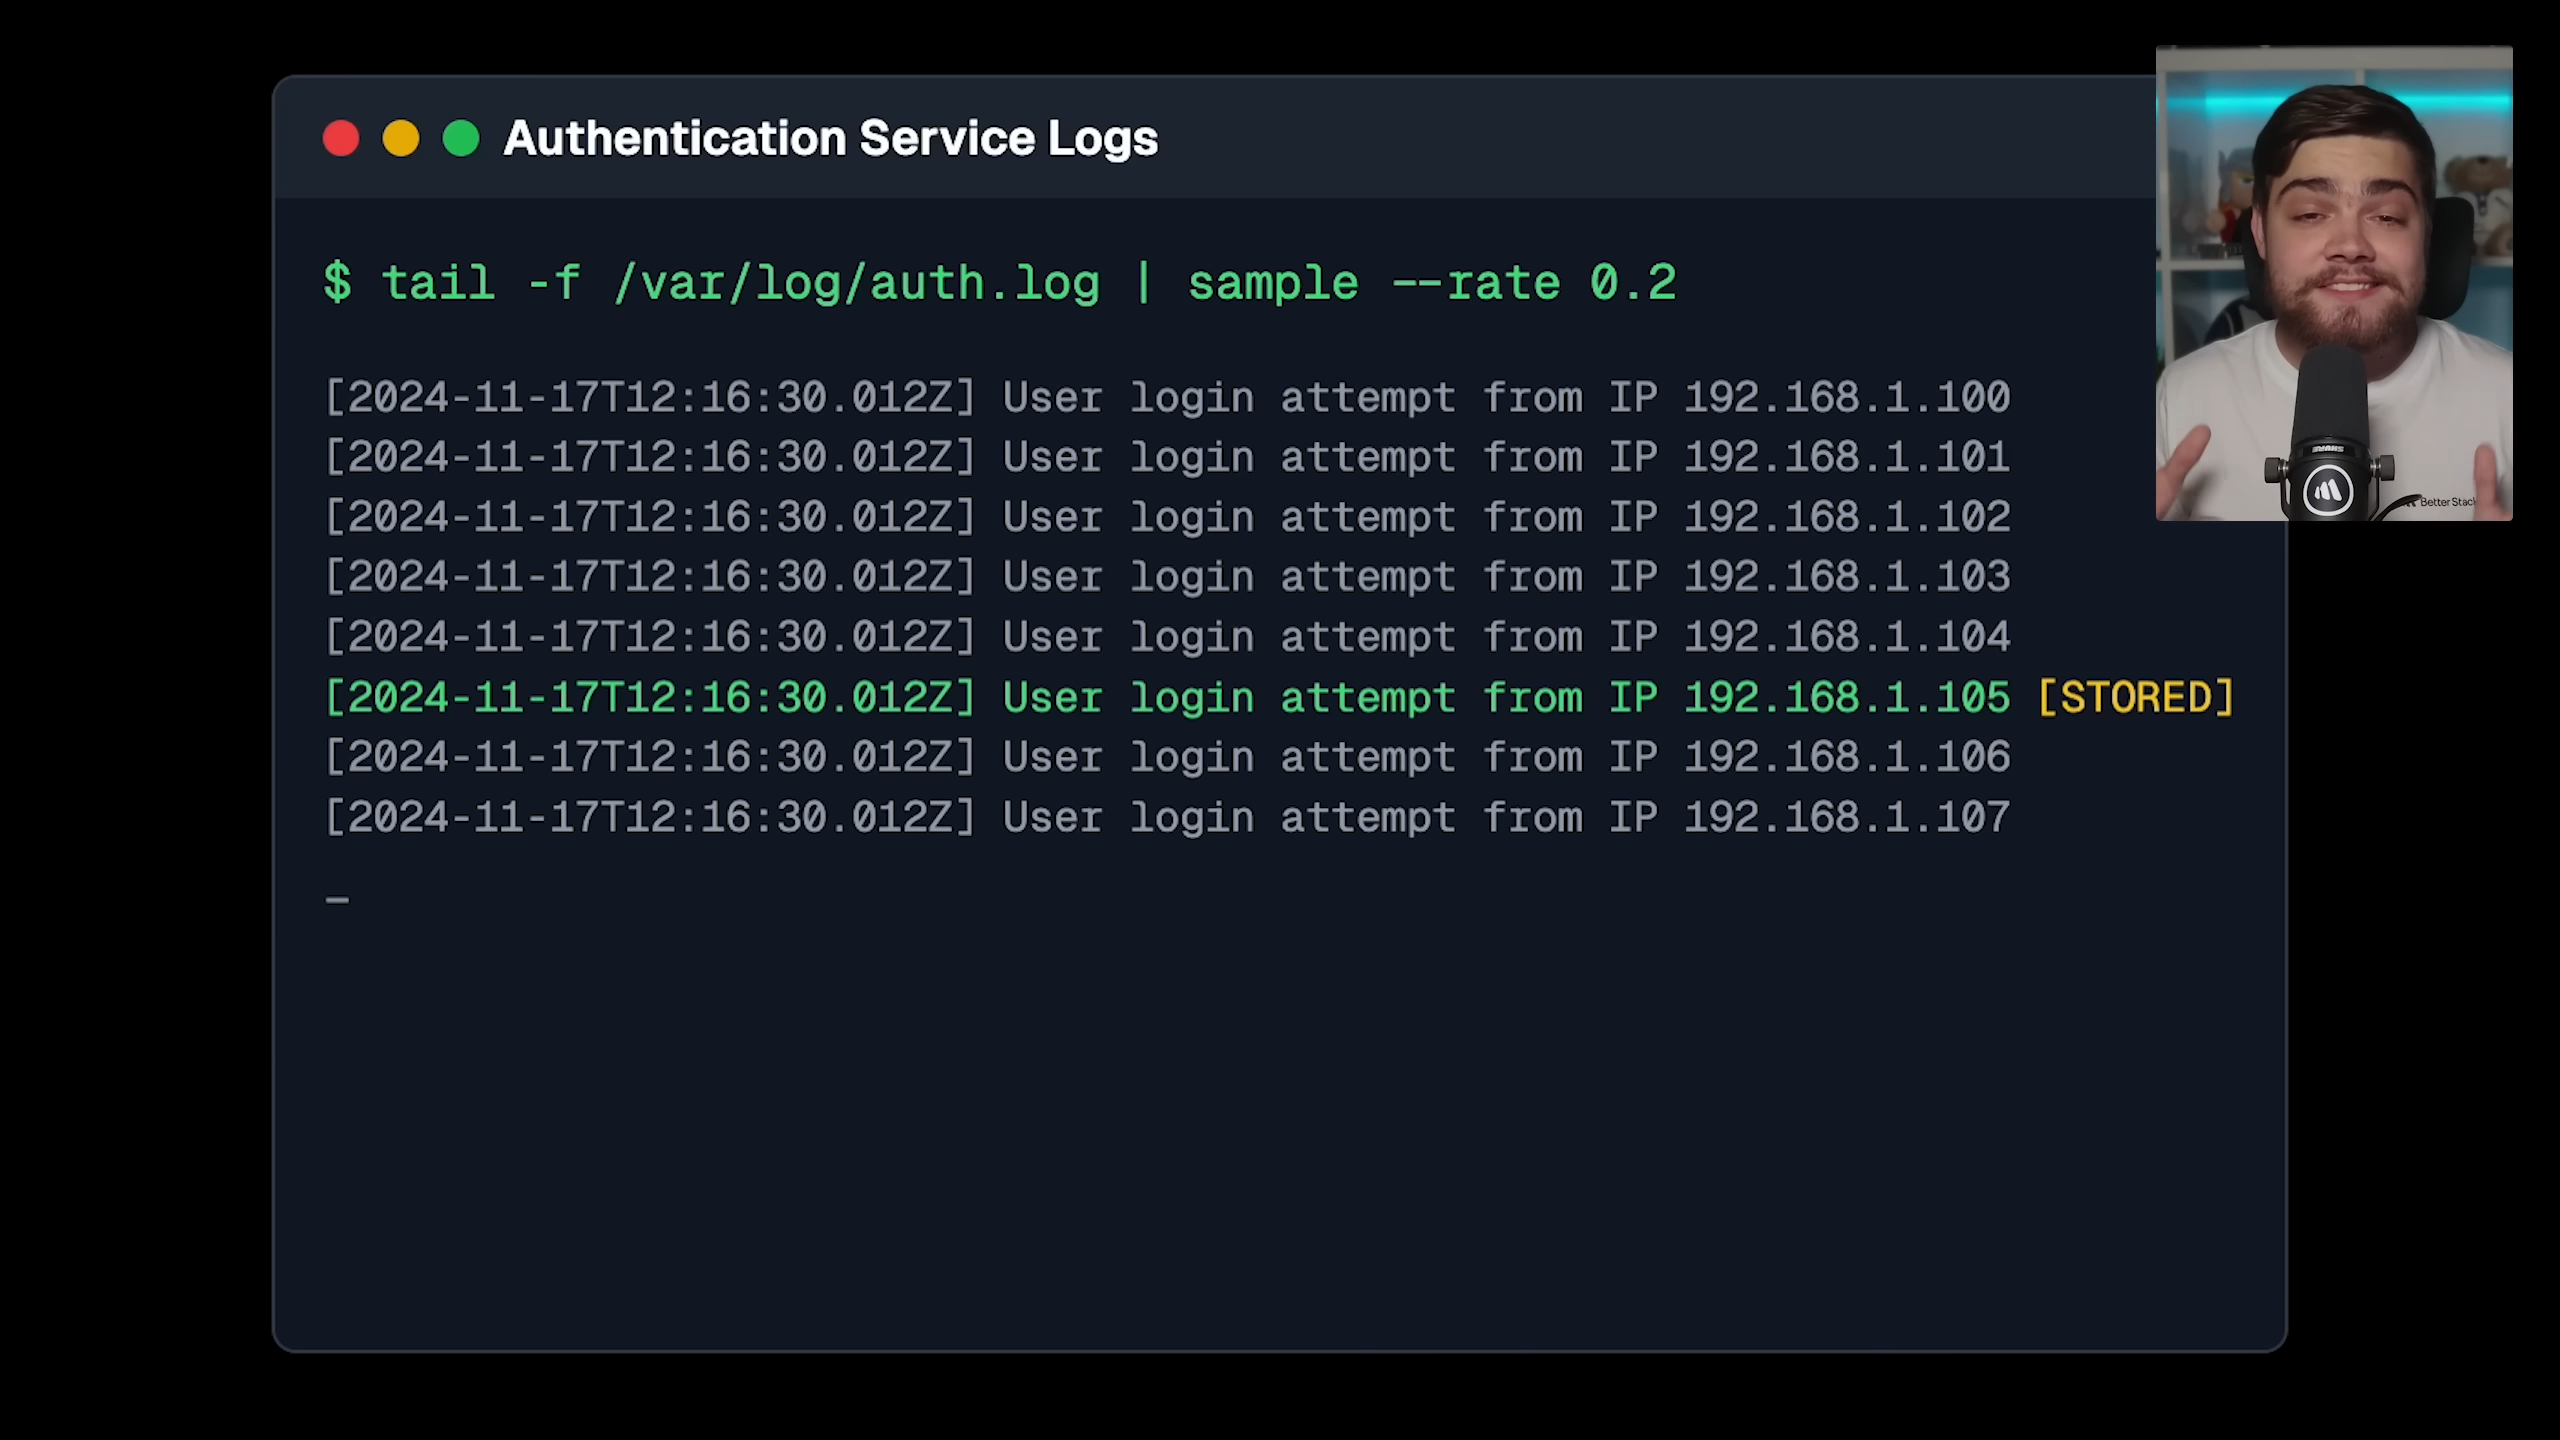 Authentication Service Logs
$ tail -f /var/log/auth.log | sample --rate 0.2
[2024-11-17T12:16:30.012Z] User login attempt from IP 192.168.1.100
[2024-11-17T12:16:30.012Z] User login attempt from IP 192.168.1.101
[2024-11-17T12:16:30.012Z] User login attempt from IP 192.168.1.102
[2024-11-17T12:16:30.012Z] User login attempt from IP 192.168.1.103
[2024-11-17T12:16:30.012Z] User login attempt from IP 192.168.1.104
[2024-11-17T12:16:30.012Z] User login attempt from IP 192.168.1.105 [STORED]
[2024-11-17T12:16:30.012Z] User login attempt from IP 192.168.1.106
[2024-11-17T12:16:30.012Z] User login attempt from IP 192.168.1.107
_
SHURE
Better Stack